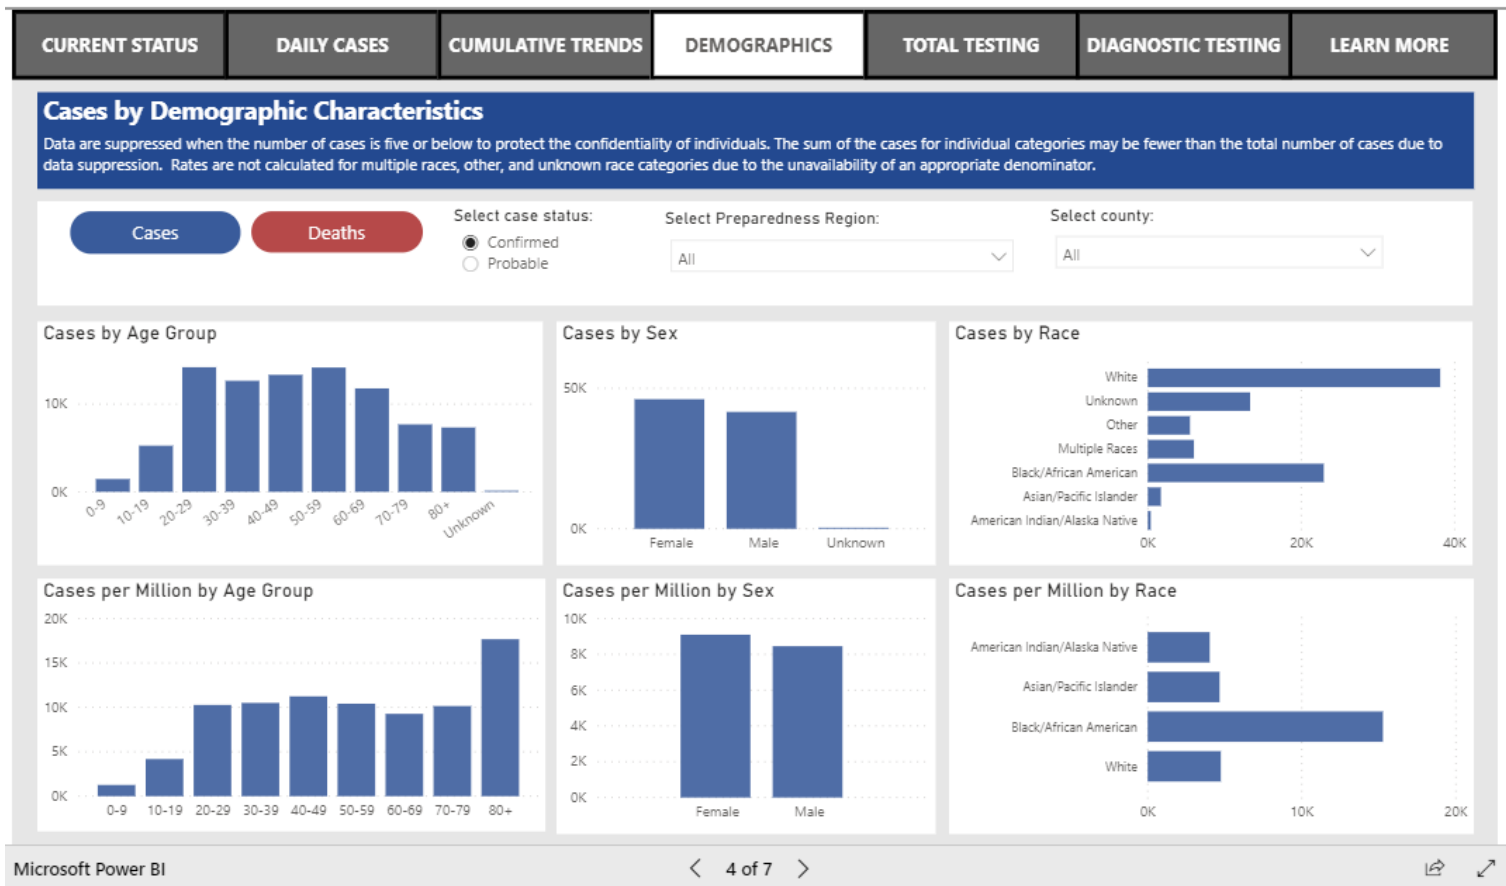 CURRENT STATUS DAILY CASES CUMULATIVE TRENDS DEMOGRAPHICS TOTAL TESTING DIAGNOSTIC TESTING LEARN MORE
Cases by Demographic Characteristics
Data are suppressed when the number of cases is five or below to protect the confidentiality of individuals. The sum of the cases for individual categories may be fewer than the total number of cases due to
data suppression. Rates are not calculated for multiple races, other, and unknown race categories due to the unavailability of an appropriate denominator.
Cases Deaths
Select case status:
Confirmed
Probable
Select Preparedness Region:
All
Select county:
All
Cases by Age Group
10K
0K
0-9 10-19 20-29 30-39 40-49 50-59 60-69 70-79 80+ Unknown
Cases by Sex
50K
0K
Female Male Unknown
Cases by Race
White
Unknown
Other
Multiple Races
Black/African American
Asian/Pacific Islander
American Indian/Alaska Native
0K 20K 40K
Cases per Million by Age Group
20K
15K
10K
5K
0K
0-9 10-19 20-29 30-39 40-49 50-59 60-69 70-79 80+
Cases per Million by Sex
10K
8K
6K
4K
2K
0K
Female Male
Cases per Million by Race
American Indian/Alaska Native
Asian/Pacific Islander
Black/African American
White
0K 10K 20K
Microsoft Power BI
4 of 7